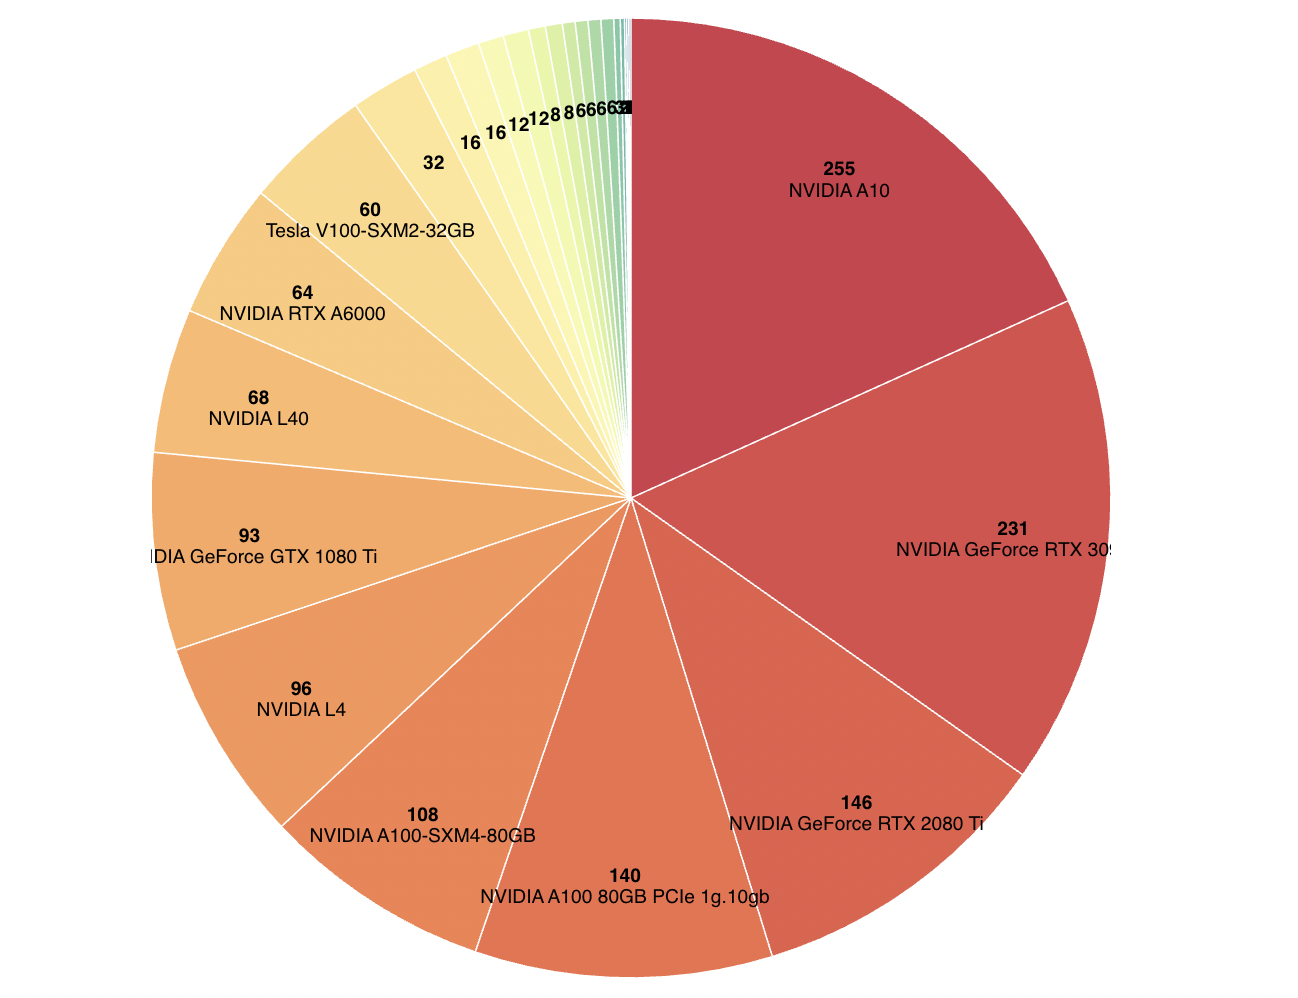 255
NVIDIA A10
231
NVIDIA GeForce RTX 309
146
NVIDIA GeForce RTX 2080 Ti
140
NVIDIA A100 80GB PCIe 1g.10gb
108
NVIDIA A100-SXM4-80GB
96
NVIDIA L4
93
IDIA GeForce GTX 1080 Ti
68
NVIDIA L40
64
NVIDIA RTX A6000
60
Tesla V100-SXM2-32GB
32
16
16
12
12
8
8
6
6
6
6